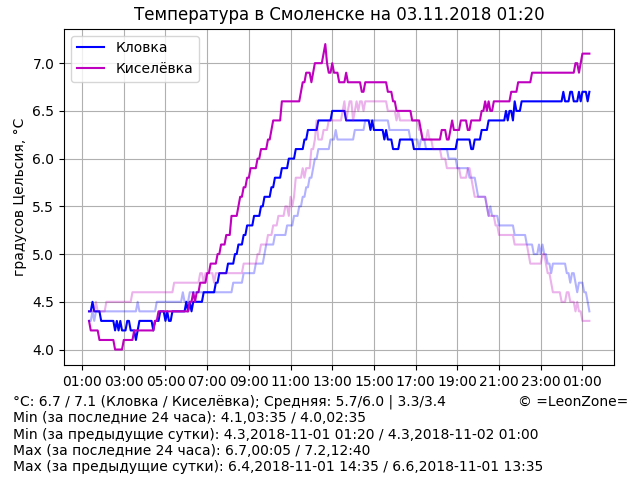 Температура в Смоленске на 03.11.2018 01:20
Кловка
Киселёвка
градусов Цельсия, °C
7.0
6.5
6.0
5.5
5.0
4.5
4.0
01:00 03:00 05:00 07:00 09:00 11:00 13:00 15:00 17:00 19:00 21:00 23:00 01:00
°C: 6.7 / 7.1 (Кловка / Киселёвка); Средняя: 5.7/6.0 | 3.3/3.4 © =LeonZone=
Min (за последние 24 часа): 4.1,03:35 / 4.0,02:35
Min (за предыдущие сутки): 4.3,2018-11-01 01:20 / 4.3,2018-11-02 01:00
Max (за последние 24 часа): 6.7,00:05 / 7.2,12:40
Max (за предыдущие сутки): 6.4,2018-11-01 14:35 / 6.6,2018-11-01 13:35